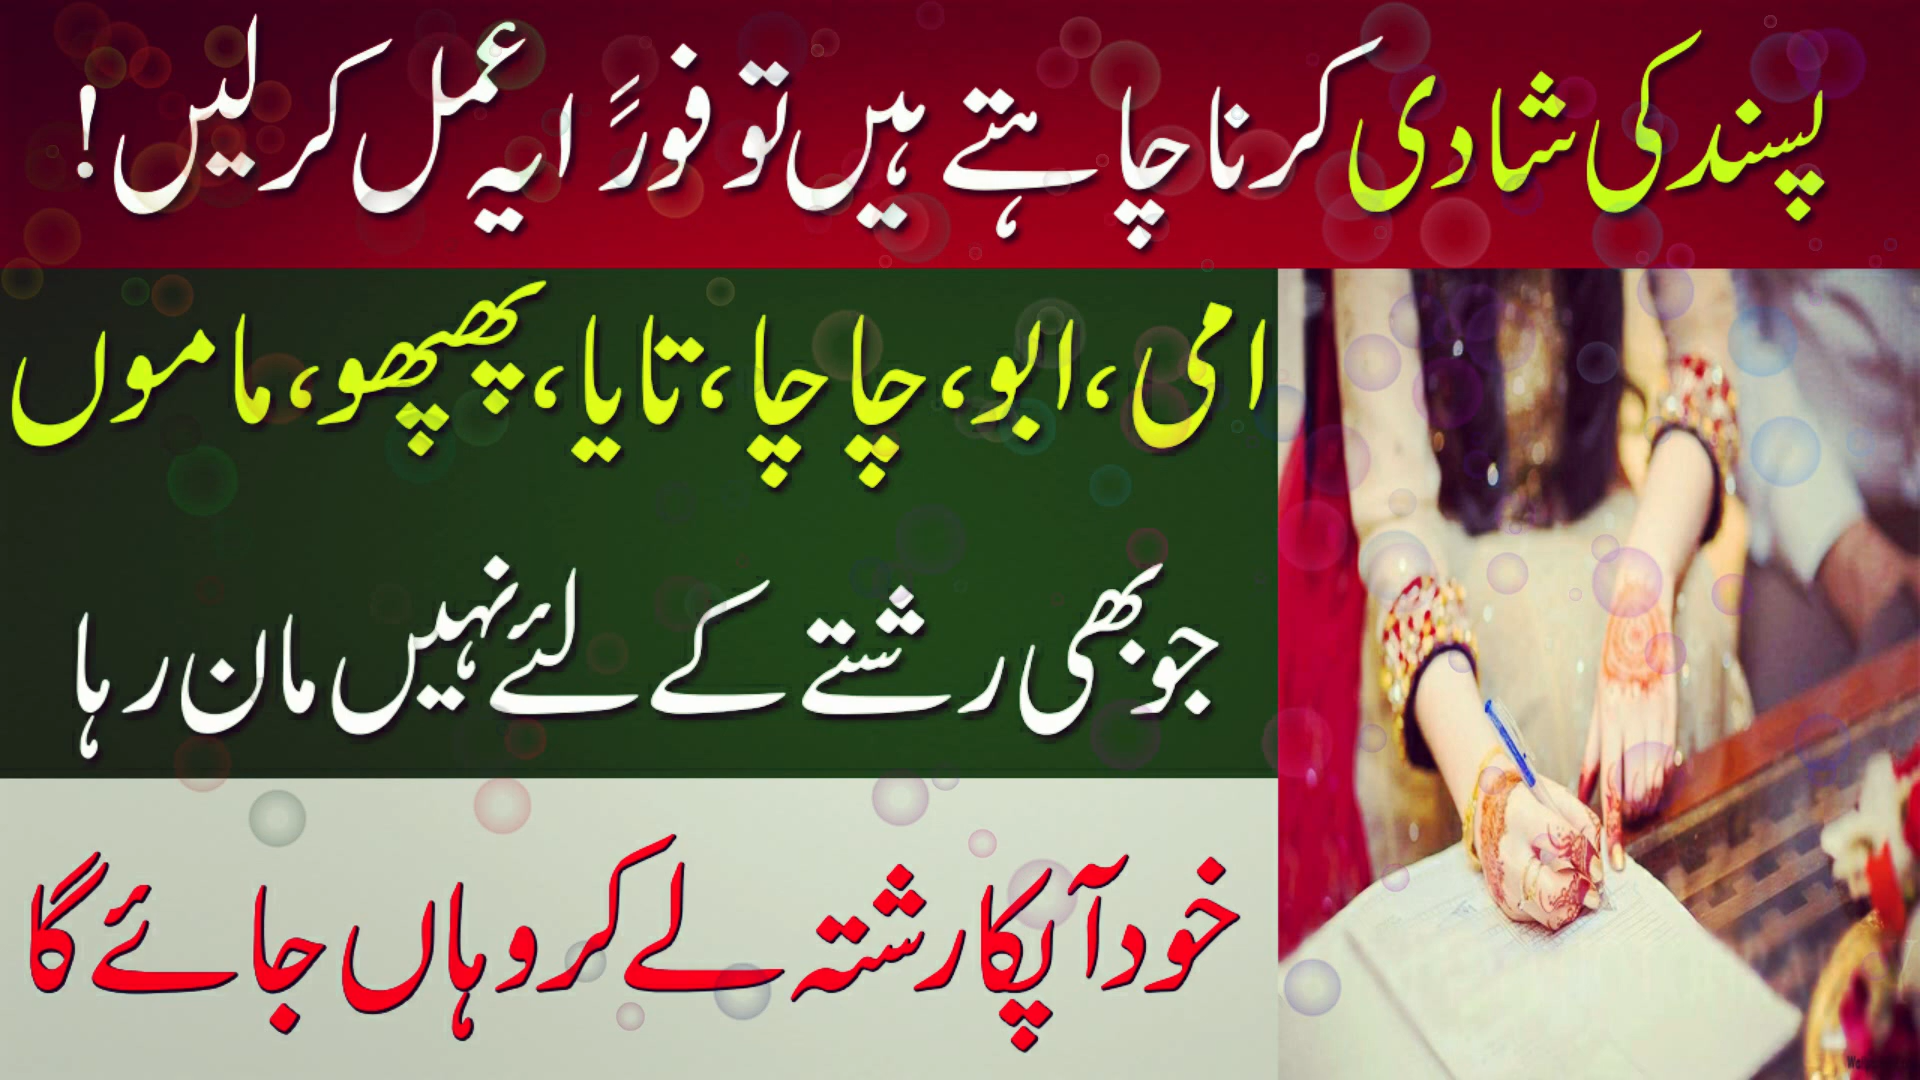 پسند کی شادی کرنا چاہتے ہیں تو فورً ایہ عمل کرلیں!
امی، ابو، چاچا، تایا، پھپھو، ماموں
جو بھی رشتے کے لئے نہیں مان رہا
خود آپکا رشتہ لے کر وہاں جائے گا